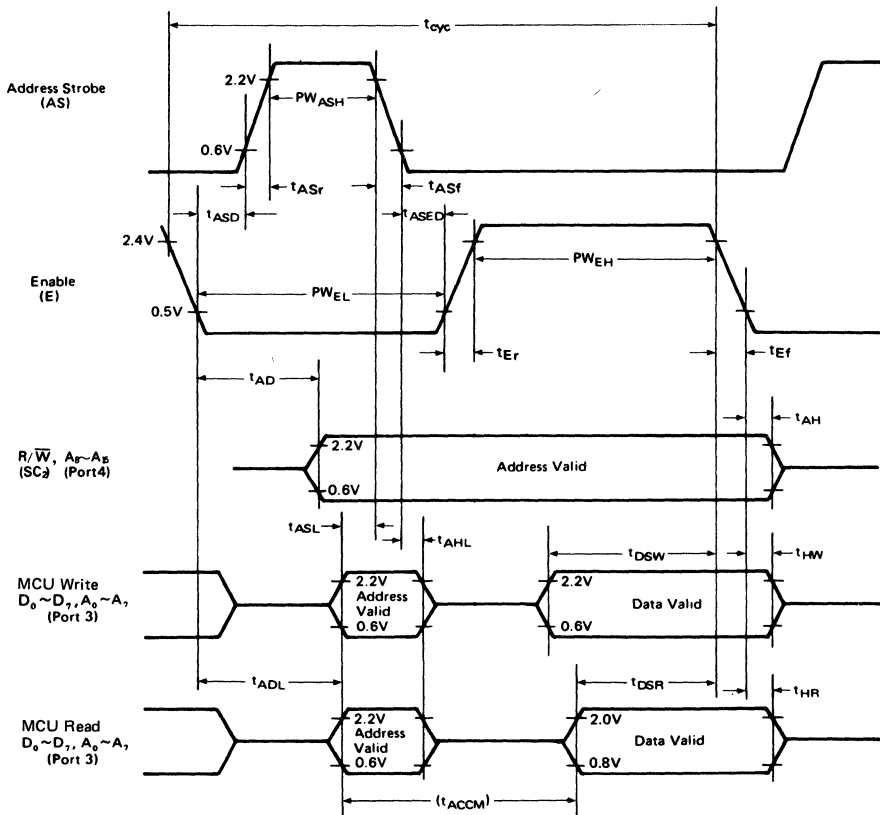 tcyc
Address Strobe
(AS)
2.2V
PWASH
0.6V
tASr
tASf
tASD
tASED
Enable
(E)
2.4V
PWEH
PWEL
0.5V
tEr
tEf
tAD
tAH
R/W̅, A₈~A₁₅
(SC₂) (Port4)
2.2V
Address Valid
0.6V
tASL
tAHL
tDSW
tHW
MCU Write
D₀~D₇, A₀~A₇
(Port 3)
2.2V
Address
Valid
0.6V
2.2V
Data Valid
0.6V
tADL
tDSR
tHR
MCU Read
D₀~D₇, A₀~A₇
(Port 3)
2.2V
Address
Valid
0.6V
2.0V
Data Valid
0.8V
(tACCM)